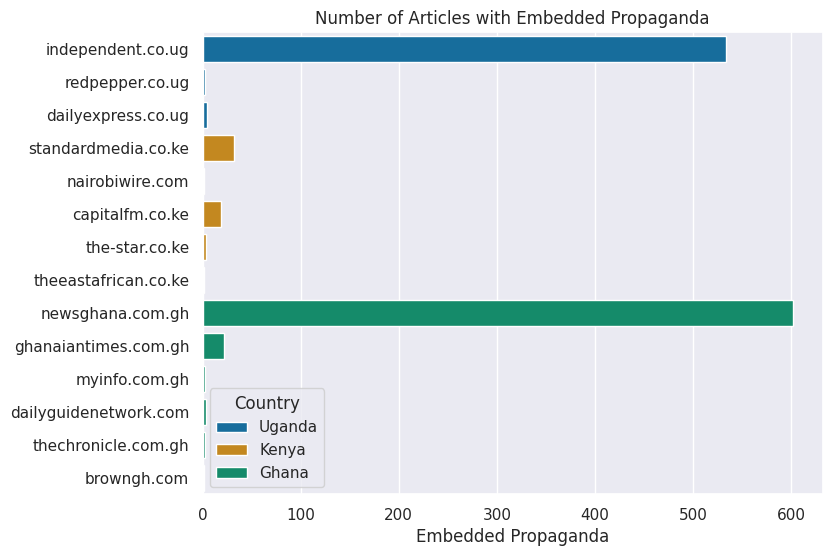 Number of Articles with Embedded Propaganda
independent.co.ug
redpepper.co.ug
dailyexpress.co.ug
standardmedia.co.ke
nairobiwire.com
capitalfm.co.ke
the-star.co.ke
theeastafrican.co.ke
newsghana.com.gh
ghanaiantimes.com.gh
myinfo.com.gh
dailyguidenetwork.com
thechronicle.com.gh
browngh.com
Country
Uganda
Kenya
Ghana
0 100 200 300 400 500 600
Embedded Propaganda